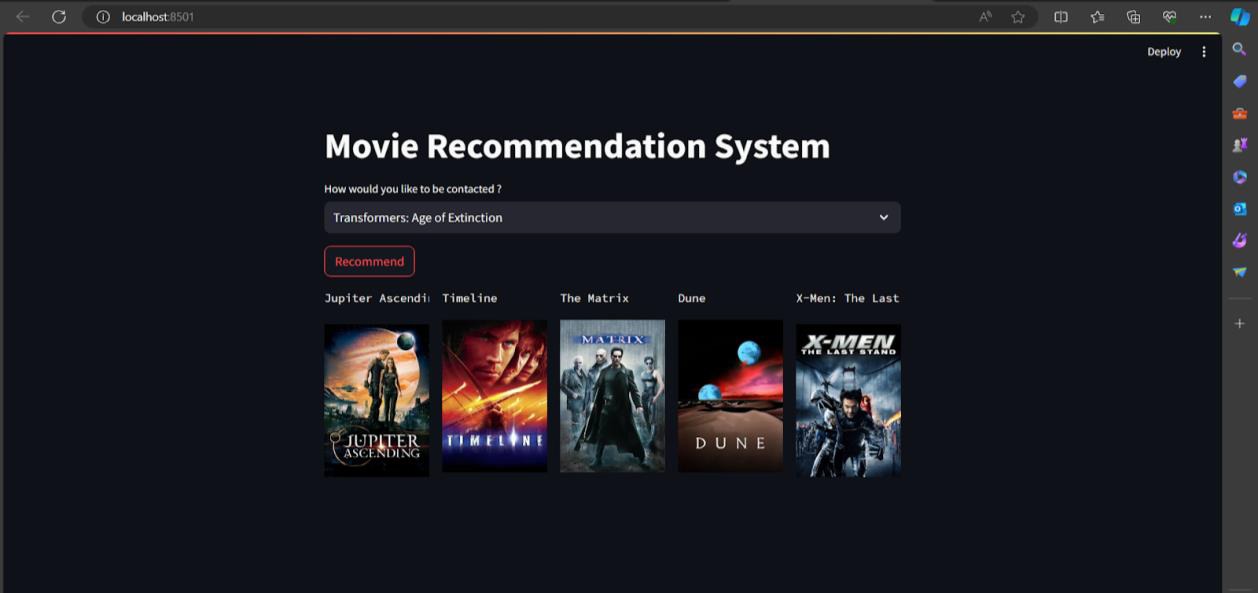 localhost:8501
Deploy
Movie Recommendation System
How would you like to be contacted ?
Transformers: Age of Extinction
Recommend
Jupiter Ascendi
Timeline
The Matrix
Dune
X-Men: The Last
JUPITER
ASCENDING
TIMELINE
MATRIX
DUNE
X-MEN
THE LAST STAND